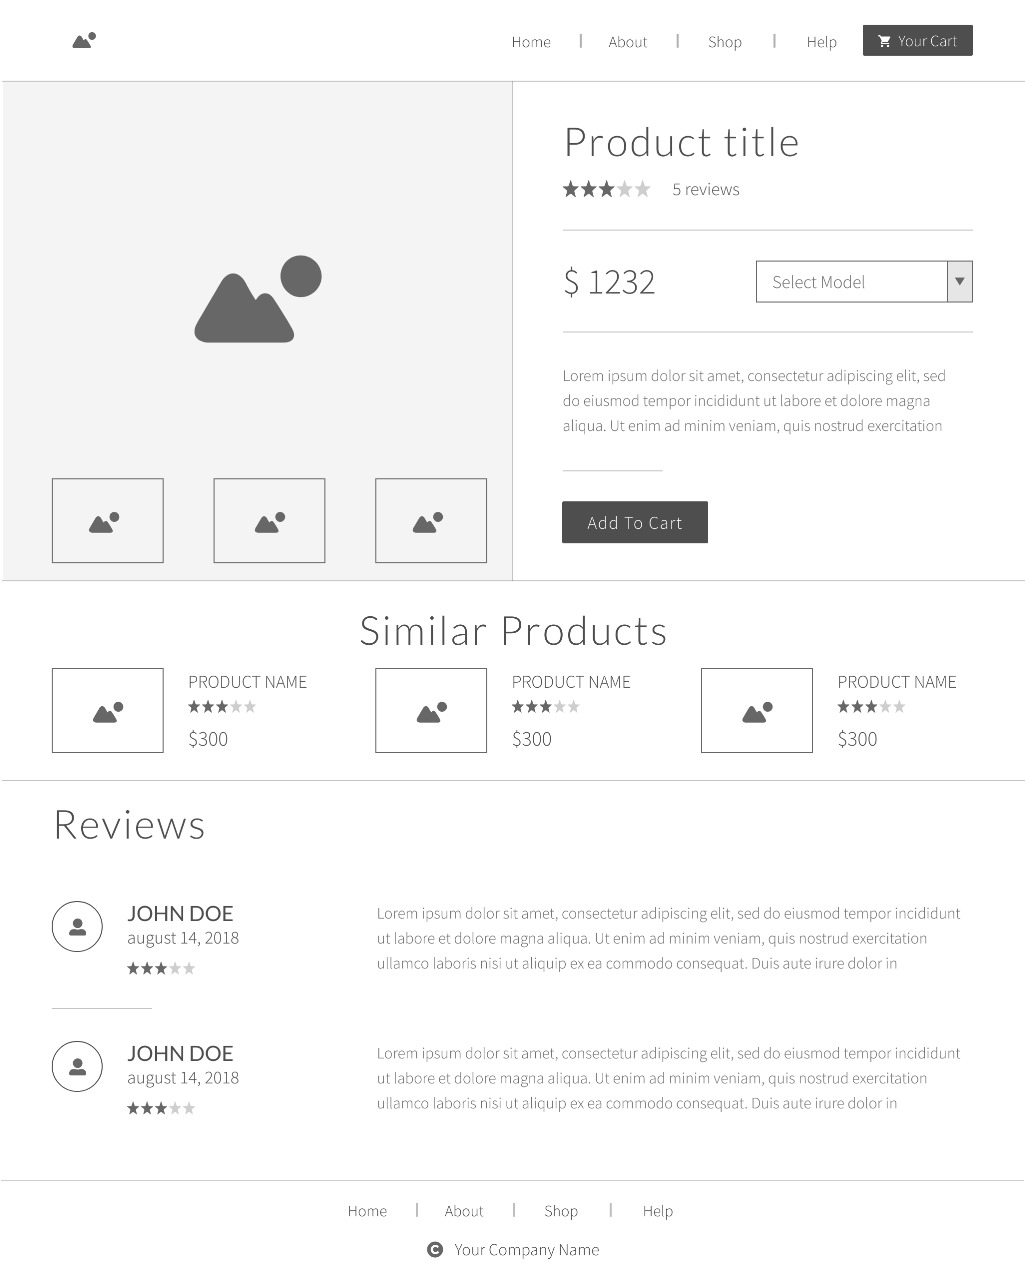 Home | About | Shop | Help Your Cart
Product title
5 reviews
$ 1232
Select Model
Lorem ipsum dolor sit amet, consectetur adipiscing elit, sed
do eiusmod tempor incididunt ut labore et dolore magna
aliqua. Ut enim ad minim veniam, quis nostrud exercitation
Add To Cart
Similar Products
PRODUCT NAME
$300
PRODUCT NAME
$300
PRODUCT NAME
$300
Reviews
JOHN DOE
august 14, 2018
Lorem ipsum dolor sit amet, consectetur adipiscing elit, sed do eiusmod tempor incididunt
ut labore et dolore magna aliqua. Ut enim ad minim veniam, quis nostrud exercitation
ullamco laboris nisi ut aliquip ex ea commodo consequat. Duis aute irure dolor in
JOHN DOE
august 14, 2018
Lorem ipsum dolor sit amet, consectetur adipiscing elit, sed do eiusmod tempor incididunt
ut labore et dolore magna aliqua. Ut enim ad minim veniam, quis nostrud exercitation
ullamco laboris nisi ut aliquip ex ea commodo consequat. Duis aute irure dolor in
Home | About | Shop | Help
© Your Company Name